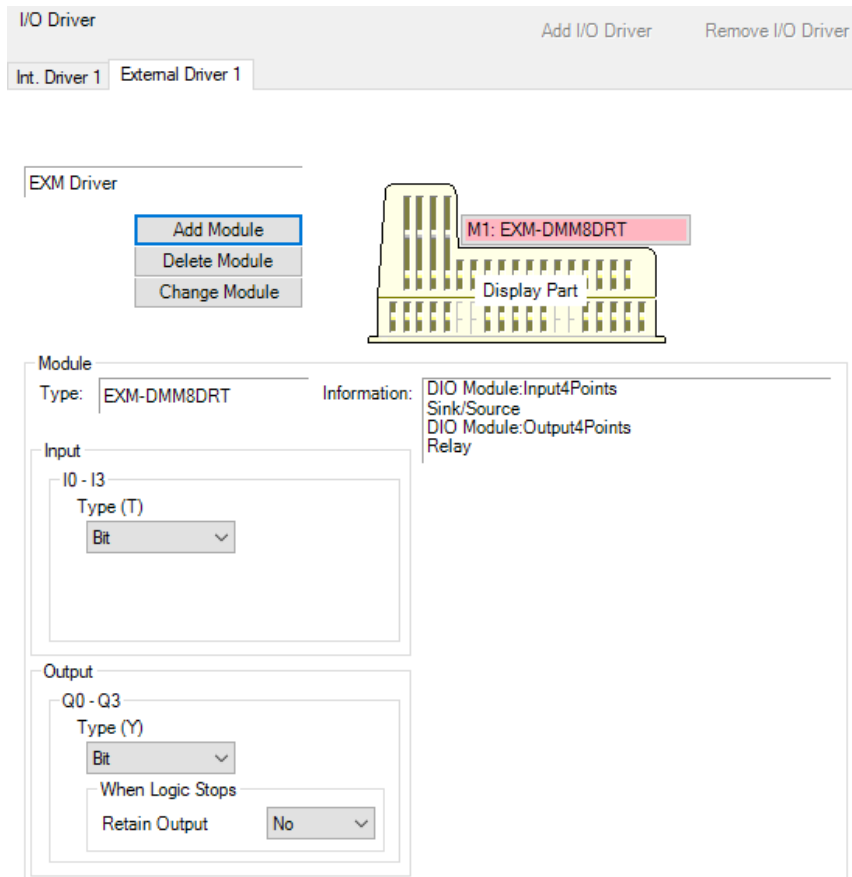 I/O Driver
Add I/O Driver Remove I/O Driver
Int. Driver 1 External Driver 1
EXM Driver
Add Module
Delete Module
Change Module
M1: EXM-DMM8DRT
Display Part
Module
Type: EXM-DMM8DRT
Information: DIO Module:Input4Points
Sink/Source
DIO Module:Output4Points
Relay
Input
I0 - I3
Type (T)
Bit
Output
Q0 - Q3
Type (Y)
Bit
When Logic Stops
Retain Output No